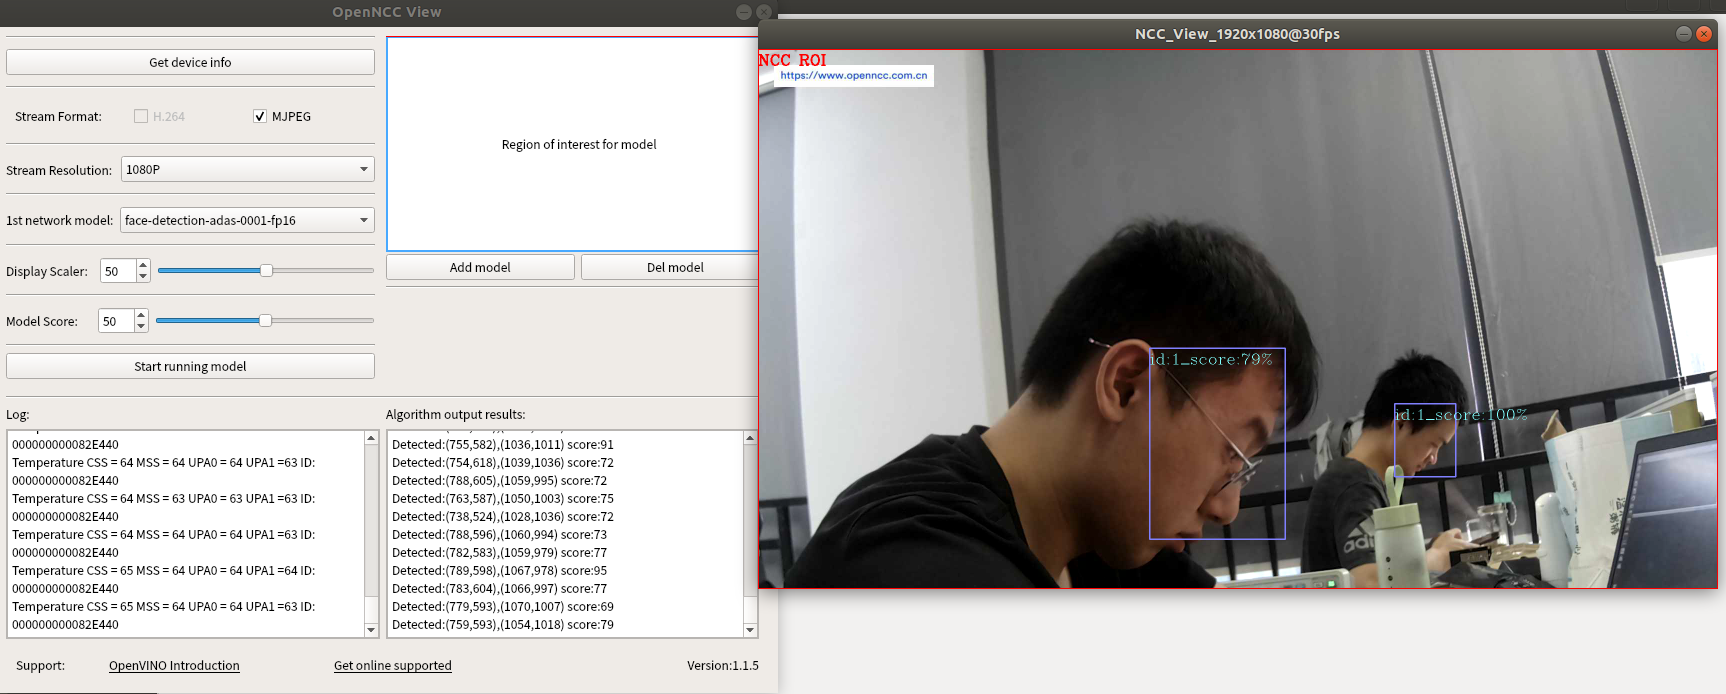 OpenNCC View
Get device info
Stream Format:
H.264
MJPEG
Stream Resolution:
1080P
1st network model:
face-detection-adas-0001-fp16
Display Scaler:
50
Model Score:
50
Start running model
Region of interest for model
Add model
Del model
Log:
000000000082E440
Temperature CSS = 64 MSS = 64 UPA0 = 64 UPA1 =63 ID:
000000000082E440
Temperature CSS = 64 MSS = 63 UPA0 = 63 UPA1 =63 ID:
000000000082E440
Temperature CSS = 64 MSS = 64 UPA0 = 64 UPA1 =63 ID:
000000000082E440
Temperature CSS = 65 MSS = 64 UPA0 = 64 UPA1 =64 ID:
000000000082E440
Temperature CSS = 65 MSS = 64 UPA0 = 64 UPA1 =63 ID:
000000000082E440
Algorithm output results:
Detected:(755,582),(1036,1011) score:91
Detected:(754,618),(1039,1036) score:72
Detected:(788,605),(1059,995) score:72
Detected:(763,587),(1050,1003) score:75
Detected:(738,524),(1028,1036) score:72
Detected:(788,596),(1060,994) score:73
Detected:(782,583),(1059,979) score:77
Detected:(789,598),(1067,978) score:95
Detected:(783,604),(1066,997) score:77
Detected:(779,593),(1070,1007) score:69
Detected:(759,593),(1054,1018) score:79
Support:
OpenVINO Introduction
Get online supported
Version:1.1.5
NCC_View_1920x1080@30fps
NCC ROI
https://www.openncc.com.cn
id:1_score:79%
id:1_score:100%
adidas